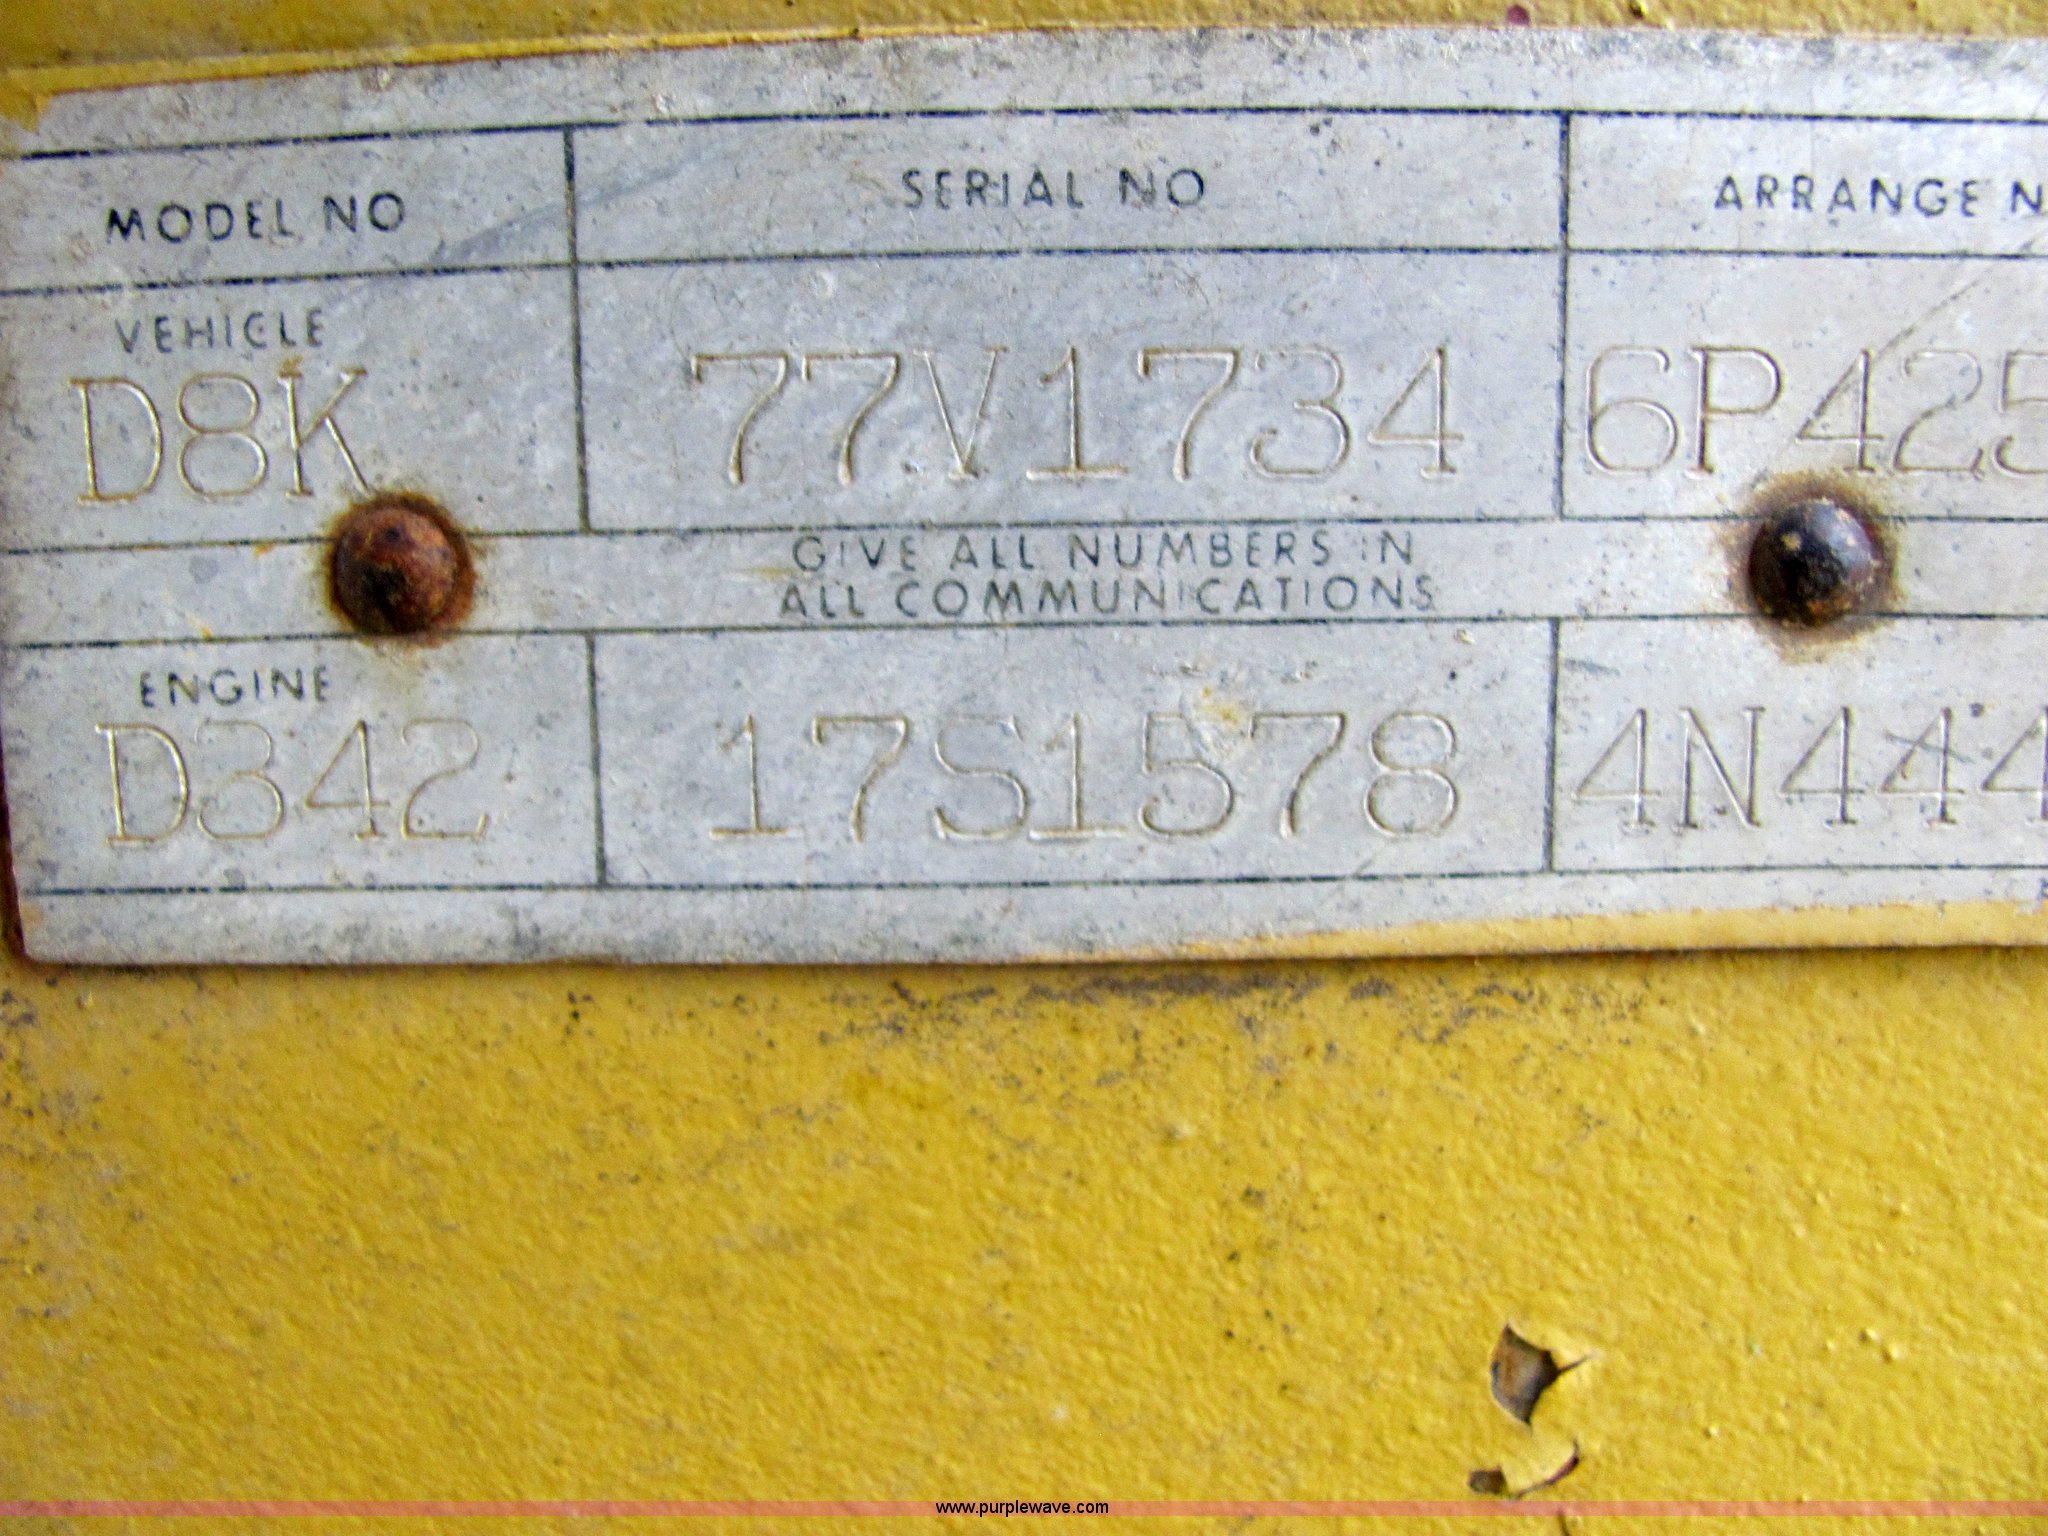 MODEL NO SERIAL NO ARRANGE N
VEHICLE
D8K 77V1734 6P425
GIVE ALL NUMBERS IN
ALL COMMUNICATIONS
ENGINE
D342 17S1578 4N444
www.purplewave.com